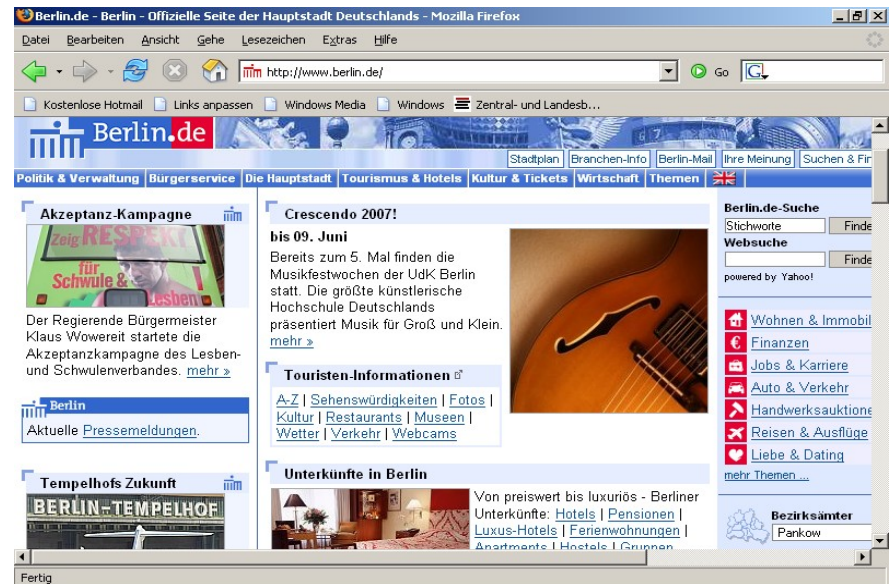 Berlin.de - Berlin - Offizielle Seite der Hauptstadt Deutschlands - Mozilla Firefox
Datei Bearbeiten Ansicht Gehe Lesezeichen Extras Hilfe
http://www.berlin.de/ Go G
Kostenlose Hotmail Links anpassen Windows Media Windows Zentral- und Landesb...
Berlin.de
Stadtplan Branchen-Info Berlin-Mail Ihre Meinung Suchen & Fin
Politik & Verwaltung Bürgerservice Die Hauptstadt Tourismus & Hotels Kultur & Tickets Wirtschaft Themen
Akzeptanz-Kampagne
Zeig RESPEKT
für
Schwule &
Lesben
Der Regierende Bürgermeister
Klaus Wowereit startete die
Akzeptanzkampagne des Lesben-
und Schwulenverbandes. mehr »
Berlin
Aktuelle Pressemeldungen.
Tempelhofs Zukunft
BERLIN-TEMPELHOF
Crescendo 2007!
bis 09. Juni
Bereits zum 5. Mal finden die
Musikfestwochen der UdK Berlin
statt. Die größte künstlerische
Hochschule Deutschlands
präsentiert Musik für Groß und Klein.
mehr »
Touristen-Informationen
A-Z | Sehenswürdigkeiten | Fotos |
Kultur | Restaurants | Museen |
Wetter | Verkehr | Webcams
Unterkünfte in Berlin
Von preiswert bis luxuriös - Berliner
Unterkünfte: Hotels | Pensionen |
Luxus-Hotels | Ferienwohnungen |
Apartments | Hostels | Gruppen
Berlin.de-Suche
Stichworte Finde
Websuche
Finde
powered by Yahoo!
Wohnen & Immobil
Finanzen
Jobs & Karriere
Auto & Verkehr
Handwerksauktione
Reisen & Ausflüge
Liebe & Dating
mehr Themen ...
Bezirksämter
Pankow
Fertig